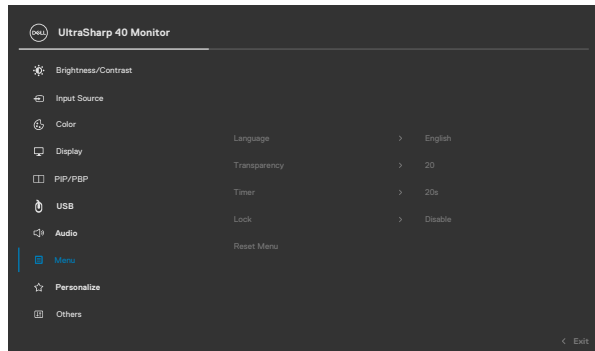 DELL UltraSharp 40 Monitor
Brightness/Contrast
Input Source
Color
Display
PIP/PBP
USB
Audio
Menu
Personalize
Others
Language > English
Transparency > 20
Timer > 20s
Lock > Disable
Reset Menu
< Exit